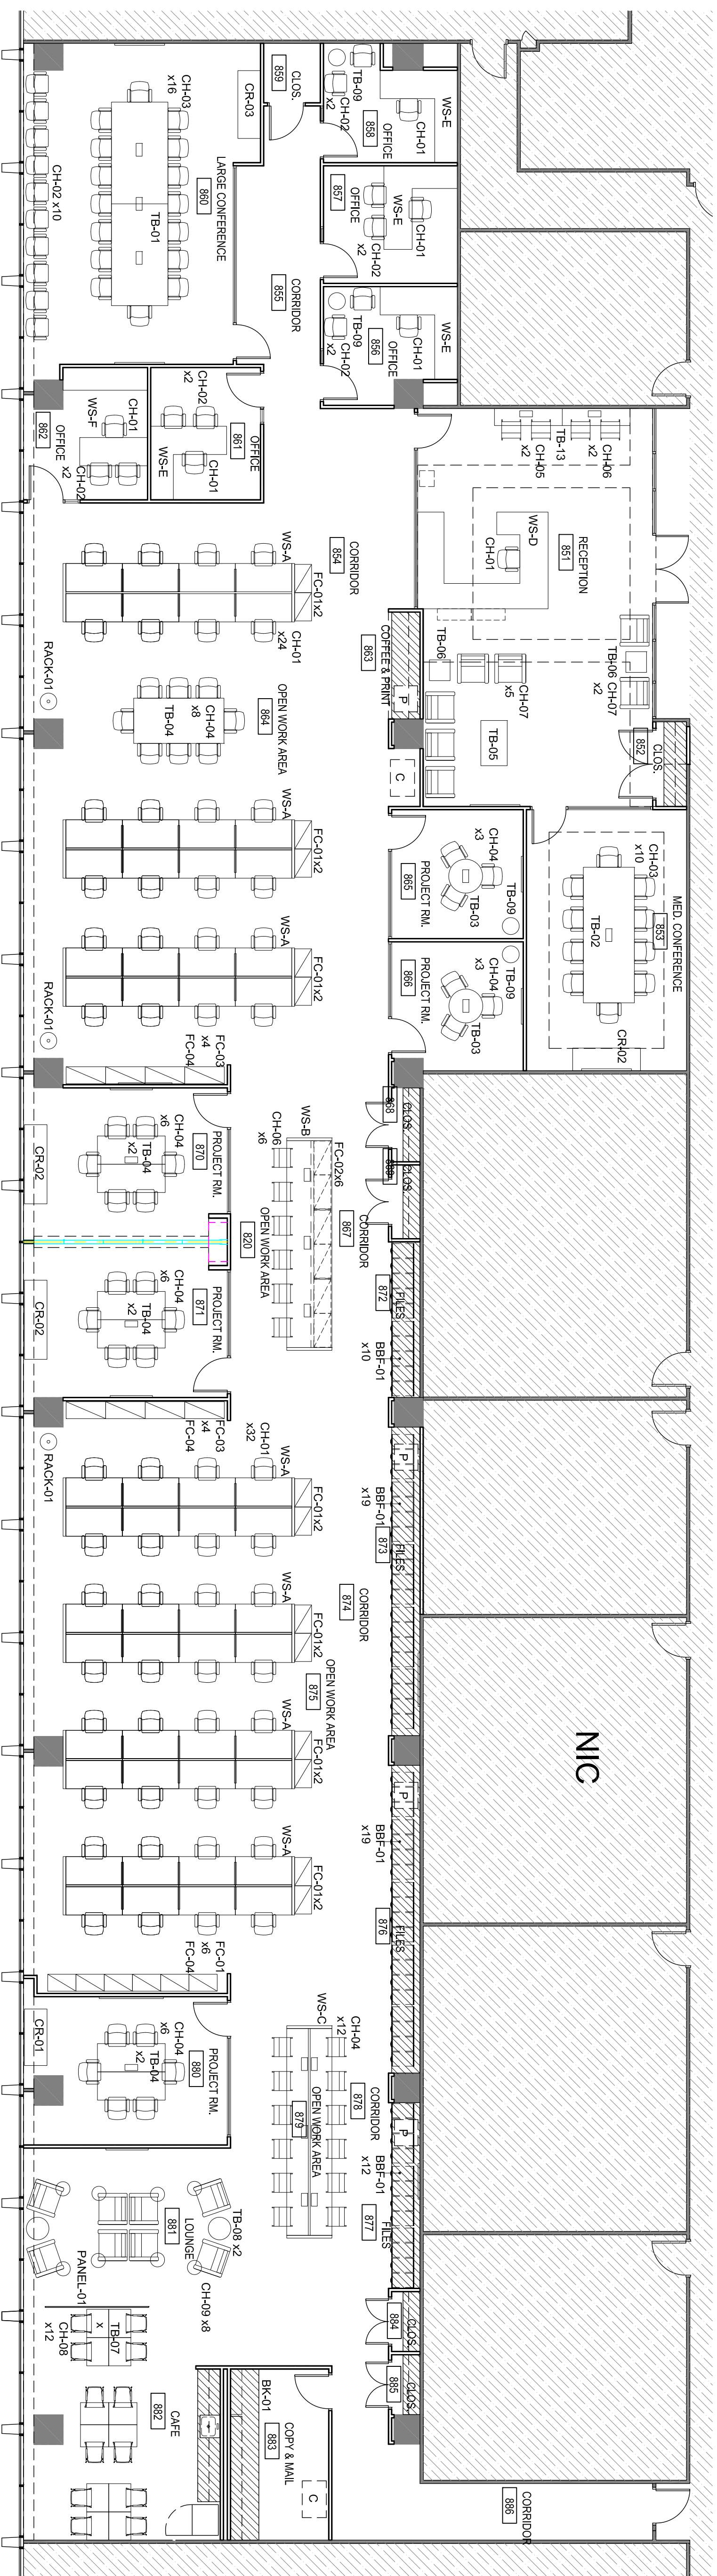 CLOS.
859
CR-03
CH-03
x16
TB-01
LARGE CONFERENCE
860
CH-02 x10
TB-09
CH-02
x2
OFFICE
858
CH-01
WS-E
OFFICE
857
WS-E
CH-01
CH-02
x2
CORRIDOR
855
TB-09
CH-02
x2
OFFICE
856
CH-01
WS-E
OFFICE
861
CH-02
x2
WS-E
CH-01
OFFICE
862
WS-F
CH-01
CH-02
x2
CH-05
x2
TB-13
CH-06
x2
RECEPTION
851
WS-D
CH-01
TB-06
CH-07
x5
TB-05
TB-06
CH-07
x2
CLOS.
852
CORRIDOR
854
COFFEE & PRINT
863
P
C
WS-A
FC-01x2
CH-01
x24
RACK-01
OPEN WORK AREA
864
CH-04
x8
TB-04
WS-A
FC-01x2
WS-A
FC-01x2
RACK-01
PROJECT RM.
865
CH-04
x3
TB-03
TB-09
PROJECT RM.
866
CH-04
x3
TB-03
TB-09
MED. CONFERENCE
853
CH-03
x10
TB-02
CR-02
FC-03
x4
FC-04
CLOS.
868
CLOS.
PROJECT RM.
870
CH-04
x6
TB-04
x2
CR-02
WS-B
FC-02x6
CH-06
x6
CORRIDOR
867
OPEN WORK AREA
820
PROJECT RM.
871
CH-04
x6
TB-04
x2
CR-02
FILES
872
BBF-01
x10
FC-03
x4
FC-04
RACK-01
CH-01
x32
WS-A
FC-01x2
P
BBF-01
x19
FILES
873
CORRIDOR
874
WS-A
FC-01x2
OPEN WORK AREA
875
WS-A
FC-01x2
WS-A
FC-01x2
NIC
P
BBF-01
x19
FILES
876
FC-01
x6
FC-04
PROJECT RM.
880
CH-04
x6
TB-04
x2
CR-01
WS-C
CH-04
x12
CORRIDOR
878
OPEN WORK AREA
879
P
BBF-01
x12
FILES
877
TB-08 x2
LOUNGE
881
CH-09 x8
PANEL-01
TB-07
x
CH-08
x12
CLOS.
884
CLOS.
885
CAFE
882
BK-01
COPY & MAIL
883
C
CORRIDOR
886